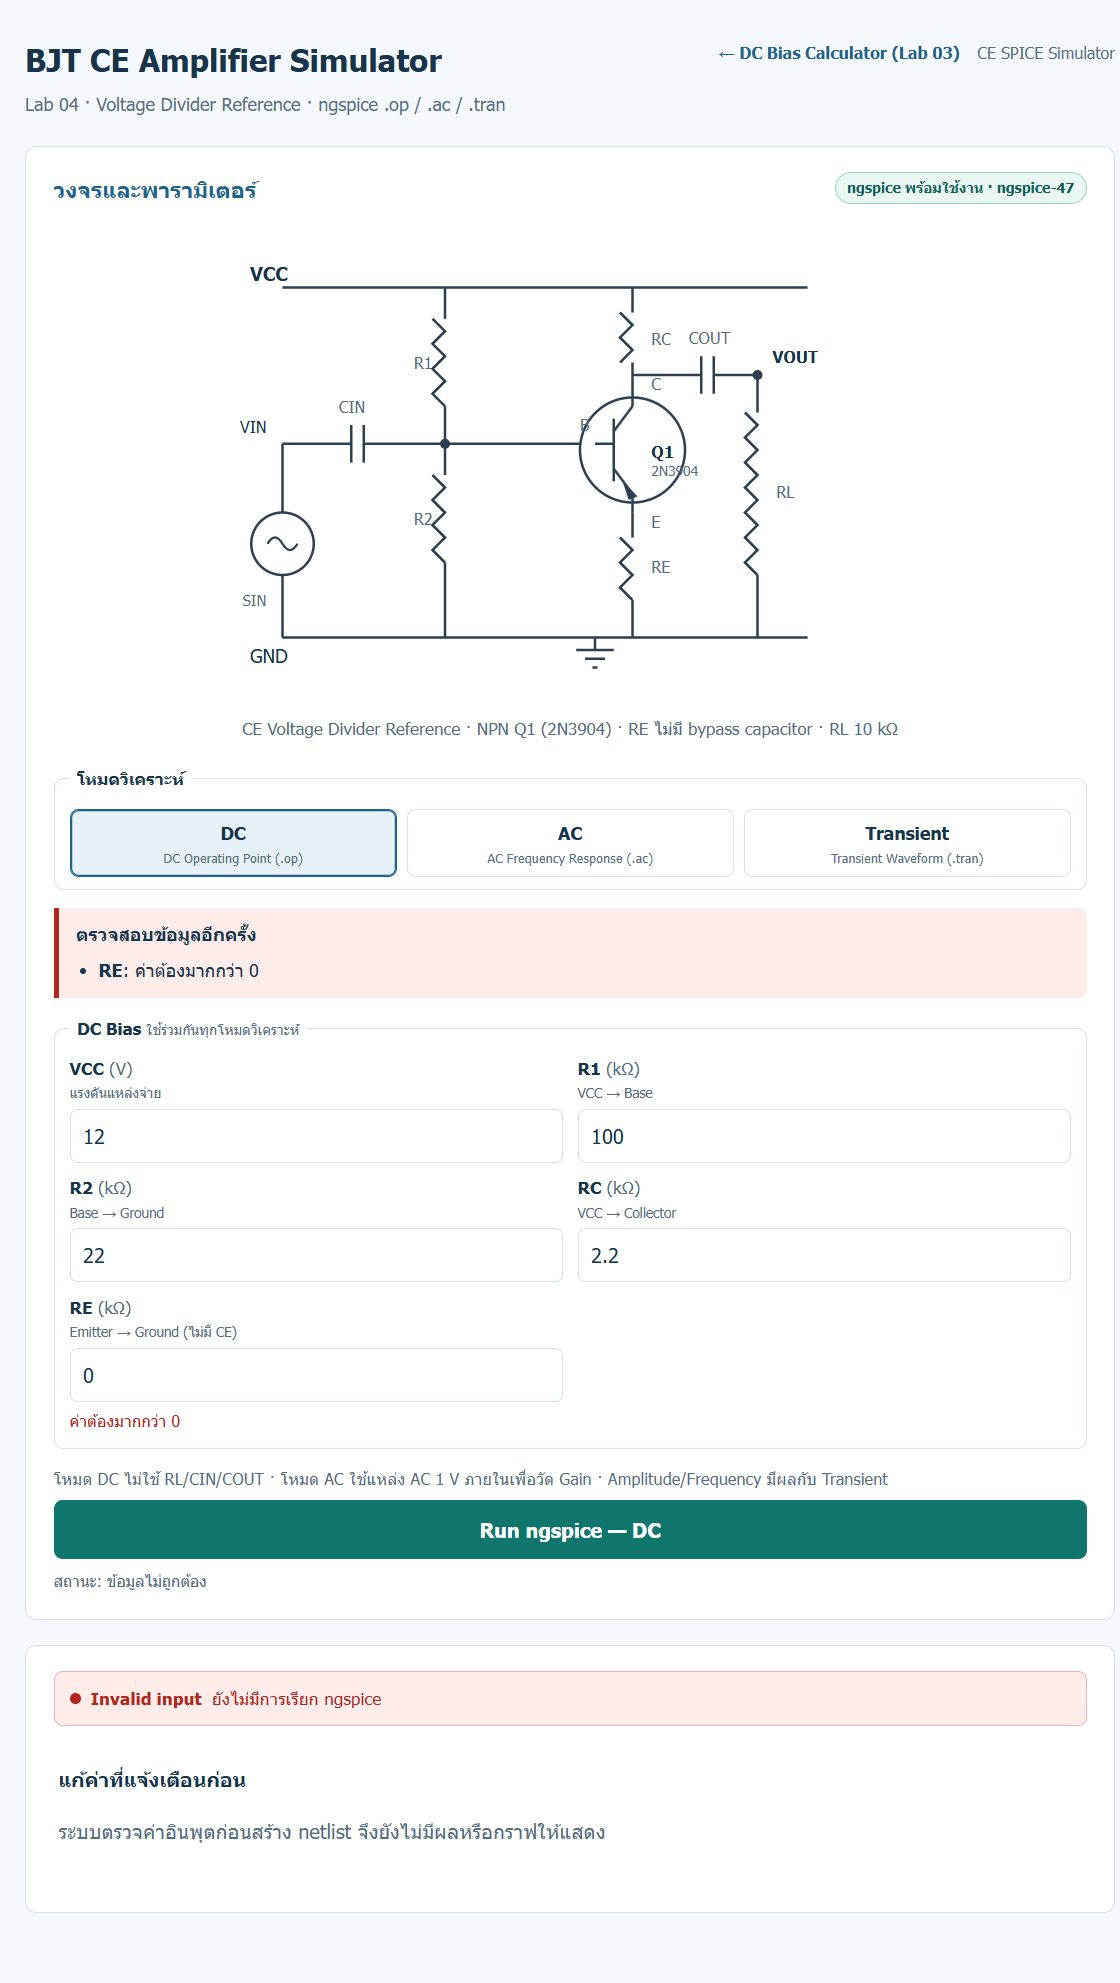 BJT CE Amplifier Simulator
← DC Bias Calculator (Lab 03) CE SPICE Simulator
Lab 04 · Voltage Divider Reference · ngspice .op / .ac / .tran
วงจรและพารามิเตอร์
ngspice พร้อมใช้งาน · ngspice-47
VCC
RC COUT
VOUT
R1
C
CIN
VIN
B
Q1
2N3904
RL
R2
E
RE
SIN
GND
CE Voltage Divider Reference · NPN Q1 (2N3904) · RE ไม่มี bypass capacitor · RL 10 kΩ
โหมดวิเคราะห์
DC
DC Operating Point (.op)
AC
AC Frequency Response (.ac)
Transient
Transient Waveform (.tran)
ตรวจสอบข้อมูลอีกครั้ง
• RE: ค่าต้องมากกว่า 0
DC Bias ใช้ร่วมกันทุกโหมดวิเคราะห์
VCC (V)
แรงดันแหล่งจ่าย
12
R1 (kΩ)
VCC → Base
100
R2 (kΩ)
Base → Ground
22
RC (kΩ)
VCC → Collector
2.2
RE (kΩ)
Emitter → Ground (ไม่มี CE)
0
ค่าต้องมากกว่า 0
โหมด DC ไม่ใช้ RL/CIN/COUT · โหมด AC ใช้แหล่ง AC 1 V ภายในเพื่อวัด Gain · Amplitude/Frequency มีผลกับ Transient
Run ngspice — DC
สถานะ: ข้อมูลไม่ถูกต้อง
Invalid input ยังไม่มีการเรียก ngspice
แก้ค่าที่แจ้งเตือนก่อน
ระบบตรวจค่าอินพุตก่อนสร้าง netlist จึงยังไม่มีผลหรือกราฟให้แสดง